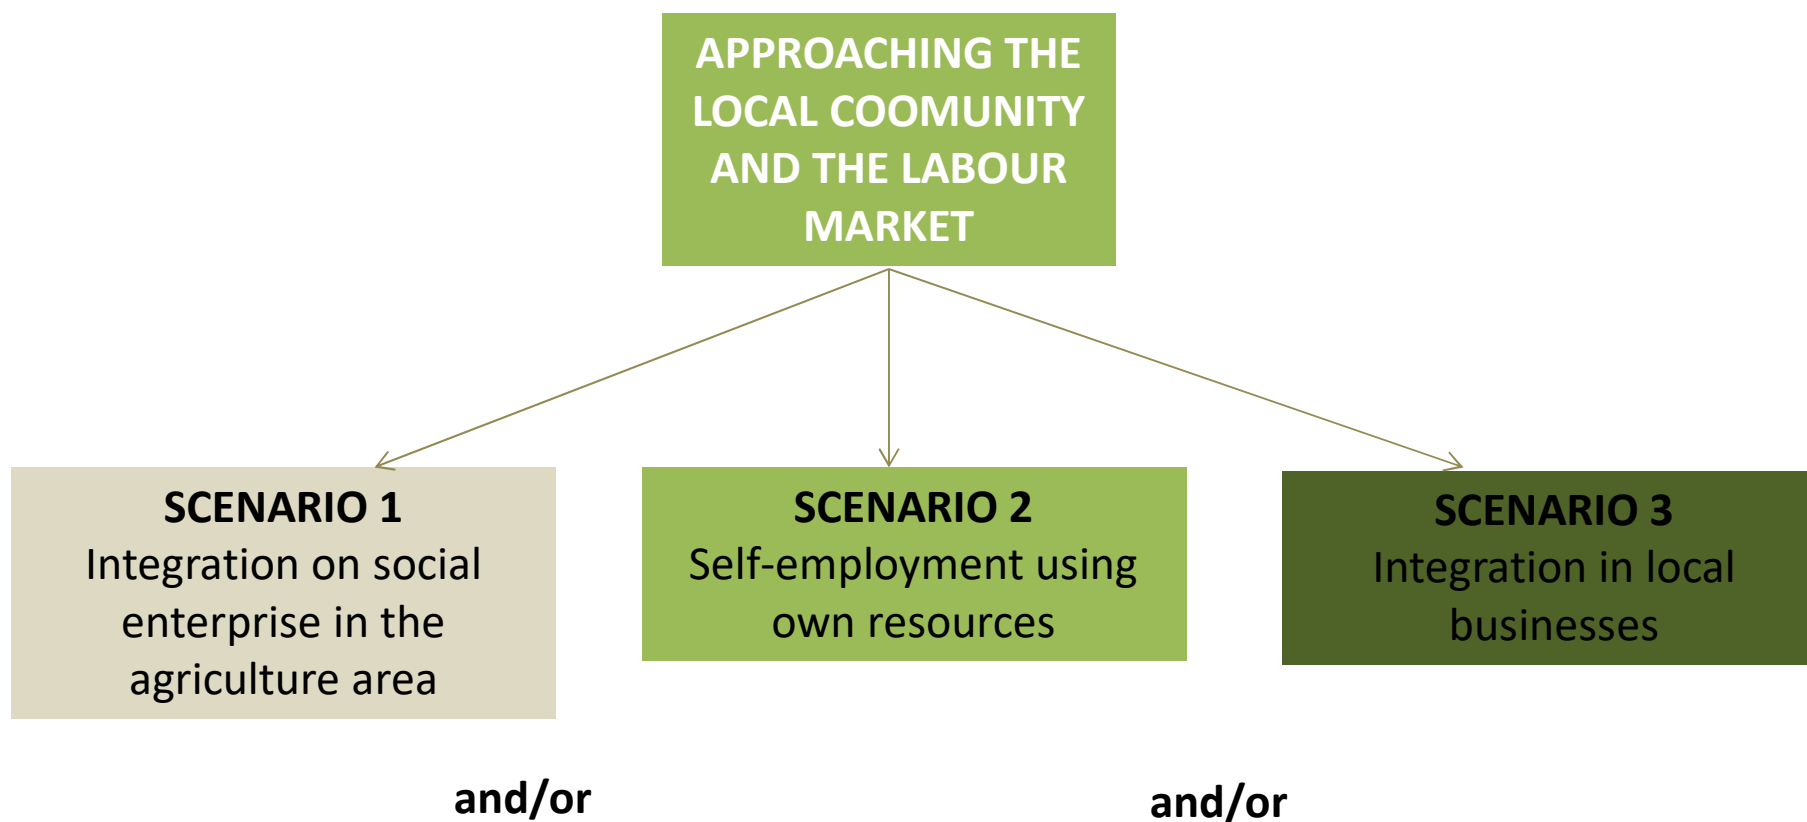 APPROACHING THE
LOCAL COOMUNITY
AND THE LABOUR
MARKET
SCENARIO 1
Integration on social
enterprise in the
agriculture area
SCENARIO 2
Self-employment using
own resources
SCENARIO 3
Integration in local
businesses
and/or
and/or